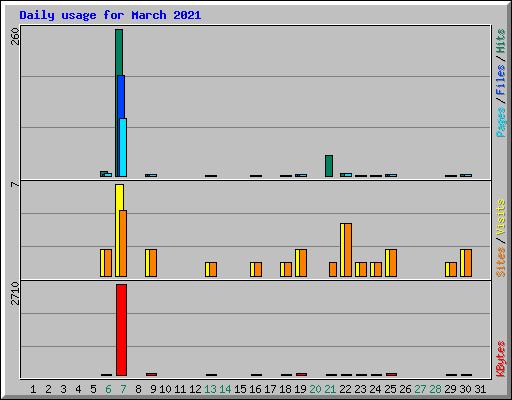 Daily usage for March 2021
260
7
2710
Pages / Files / Hits
Sites / Visits
KBytes
1 2 3 4 5 6 7 8 9 10 11 12 13 14 15 16 17 18 19 20 21 22 23 24 25 26 27 28 29 30 31